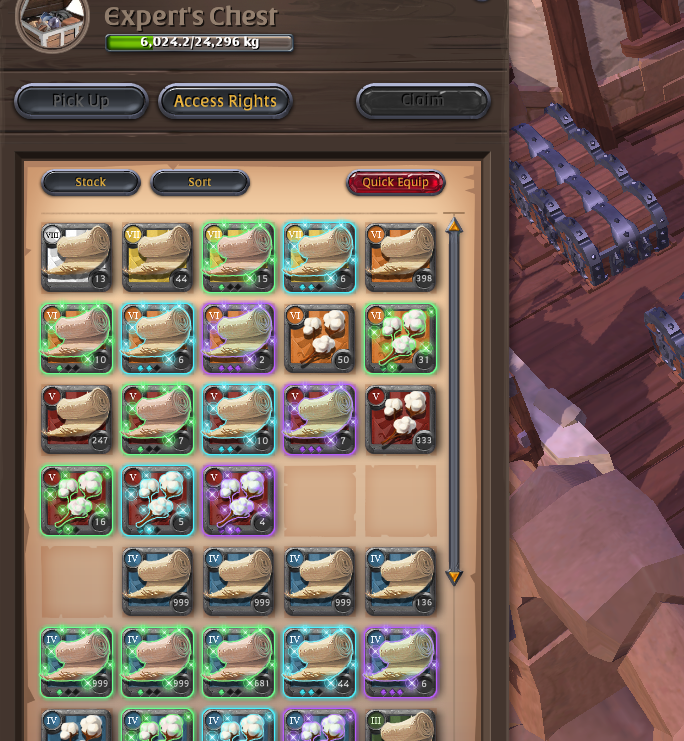 Expert's Chest
6,024.2/24,296 kg
Pick Up Access Rights Claim
Stack Sort Quick Equip
VIII VII VII VII VI
13 44 15 6 398
VI VI VI VI VI
10 6 2 50 31
V V V V V
247 7 10 7 333
V V V
16 5 4
IV IV IV IV
999 999 999 136
IV IV IV IV IV
999 999 681 44 6
IV IV IV IV III